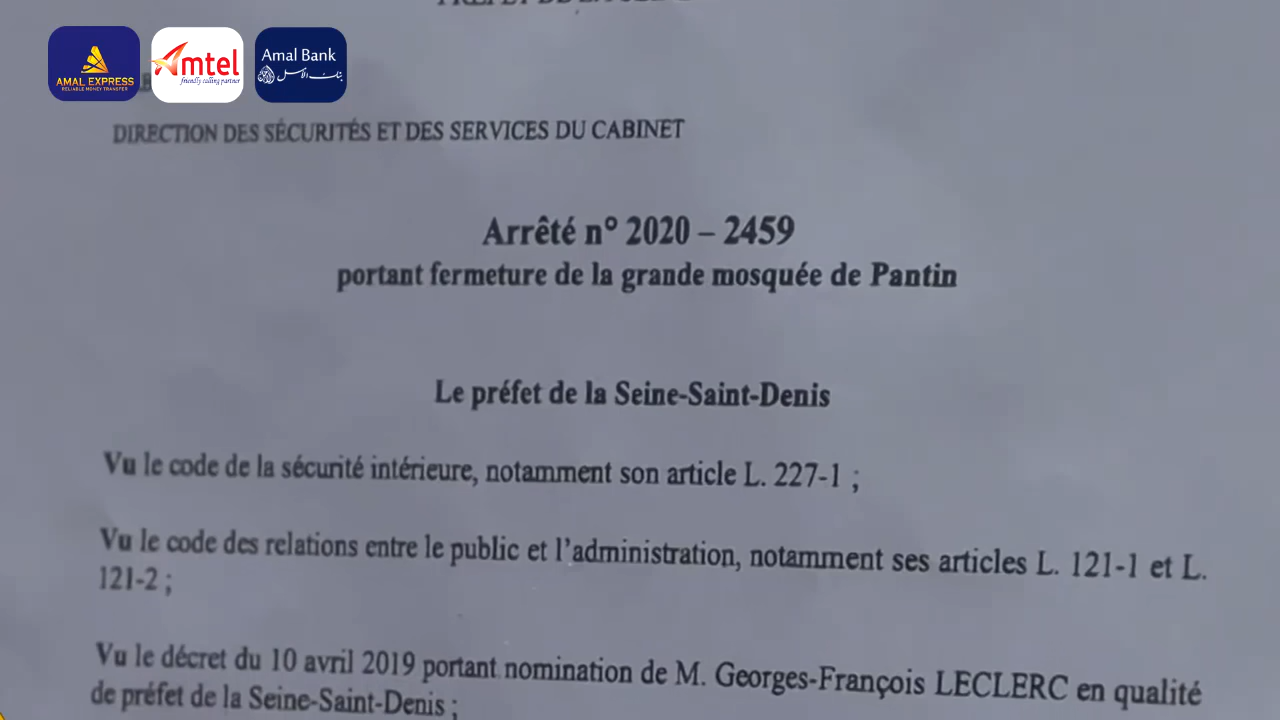 AMAL EXPRESS
RELIABLE MONEY TRANSFER
Amtel
friendly calling partner
Amal Bank
بنك الأمل
DIRECTION DES SÉCURITÉS ET DES SERVICES DU CABINET
Arrêté n° 2020 – 2459
portant fermeture de la grande mosquée de Pantin
Le préfet de la Seine-Saint-Denis
Vu le code de la sécurité intérieure, notamment son article L. 227-1 ;
Vu le code des relations entre le public et l’administration, notamment ses articles L. 121-1 et L.
121-2 ;
Vu le décret du 10 avril 2019 portant nomination de M. Georges-François LECLERC en qualité
de préfet de la Seine-Saint-Denis ;